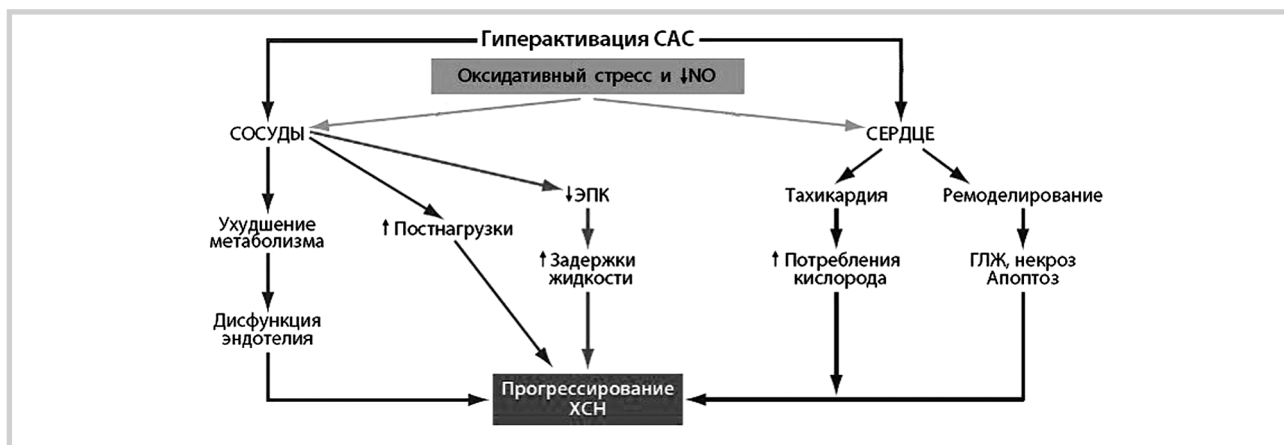 Гиперактивация САС
Оксидативный стресс и ↓NO
СОСУДЫ
СЕРДЦЕ
↓ЭПК
Тахикардия
Ремоделирование
Ухудшение
метаболизма
↑Постнагрузки
↑Задержки
жидкости
↑Потребления
кислорода
ГЛЖ, некроз
Апоптоз
Дисфункция
эндотелия
Прогрессирование
ХСН